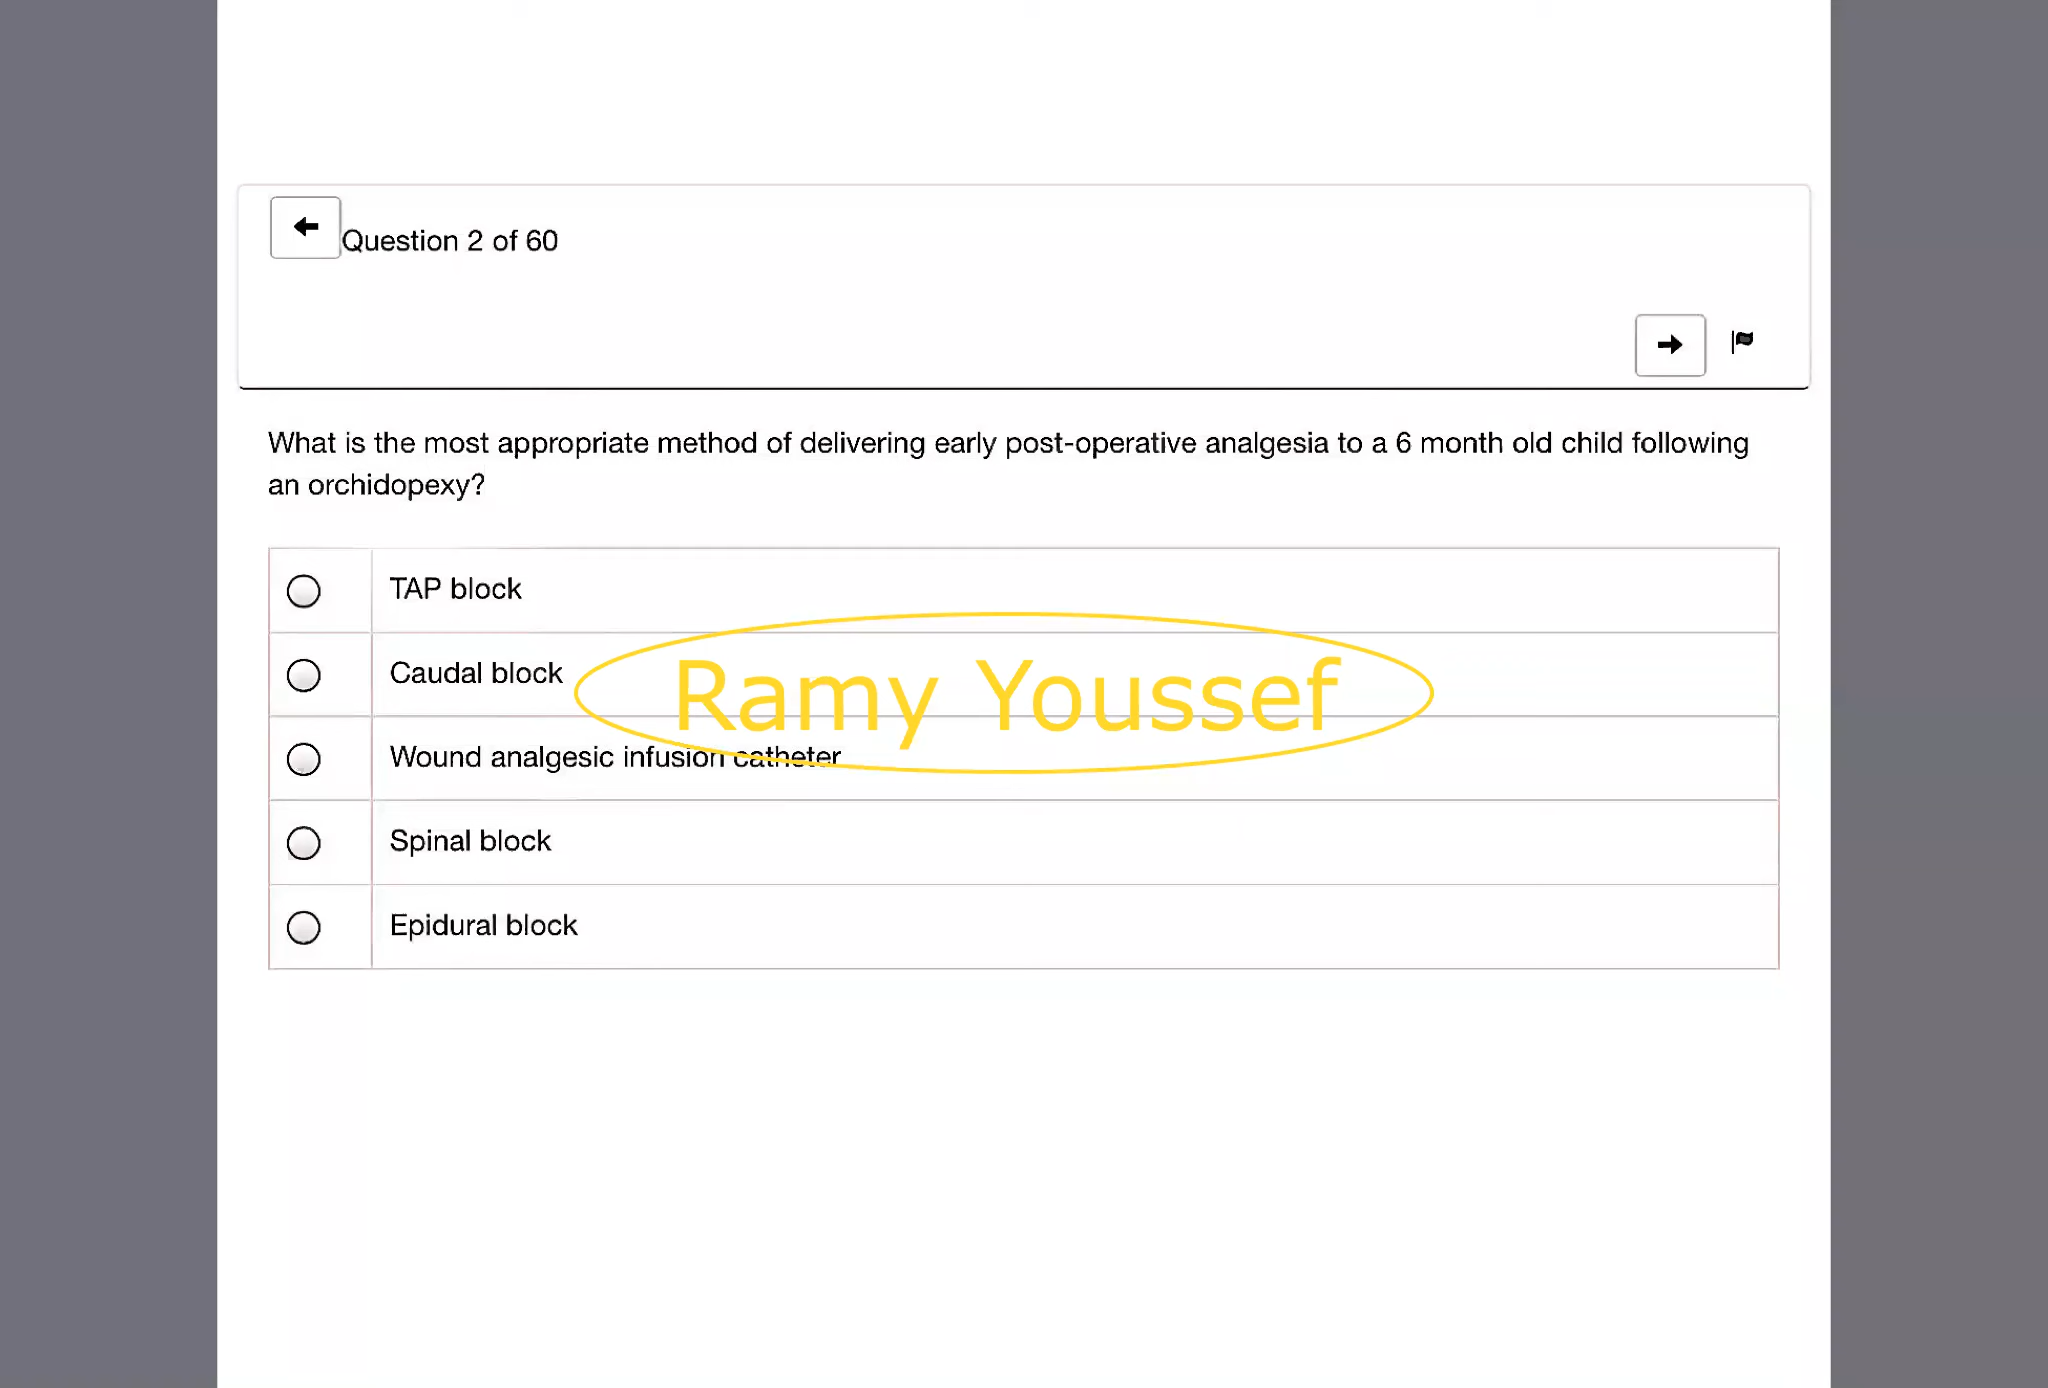 Question 2 of 60
What is the most appropriate method of delivering early post-operative analgesia to a 6 month old child following
an orchidopexy?
TAP block
Caudal block
Ramy Youssef
Wound analgesic infusion catheter
Spinal block
Epidural block